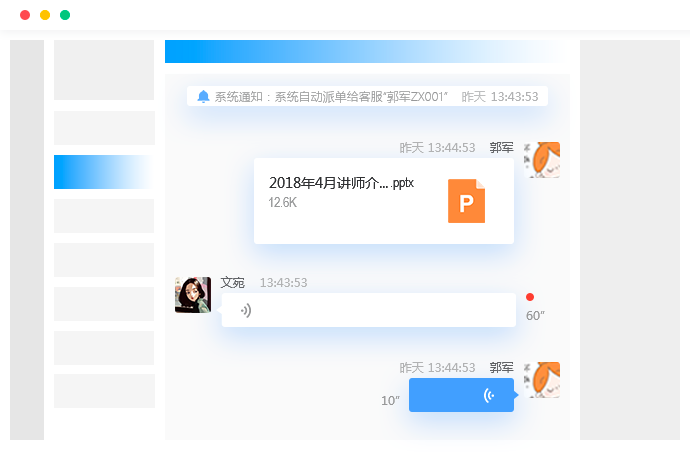 系统通知：系统自动派单给客服“郭军ZX001” 昨天 13:43:53
昨天 13:44:53 郭军
2018年4月讲师介... .pptx
12.6K
P
文宛 13:43:53
60″
昨天 13:44:53 郭军
10″